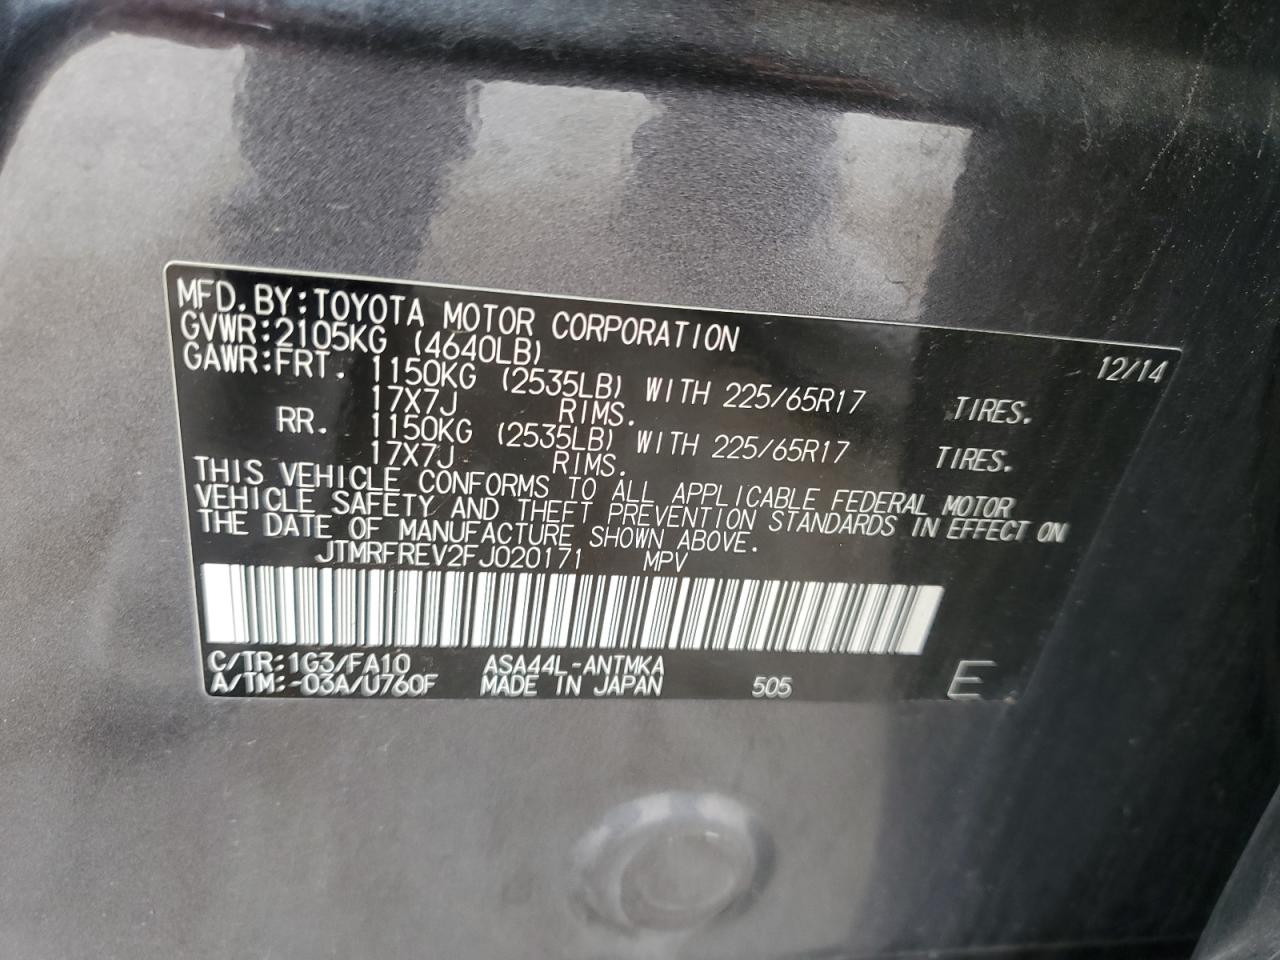 MFD.BY:TOYOTA MOTOR CORPORATION 12/14
GVWR:2105KG (4640LB)
GAWR:FRT. 1150KG (2535LB) WITH 225/65R17 TIRES.
17X7J RIMS.
RR. 1150KG (2535LB) WITH 225/65R17 TIRES.
17X7J RIMS.
THIS VEHICLE CONFORMS TO ALL APPLICABLE FEDERAL MOTOR
VEHICLE SAFETY AND THEFT PREVENTION STANDARDS IN EFFECT ON
THE DATE OF MANUFACTURE SHOWN ABOVE.
JTMRFREV2FJ020171 MPV
C/TR:1G3/FA10 ASA44L-ANTMKA
A/TM:-03A/U760F MADE IN JAPAN 505 E